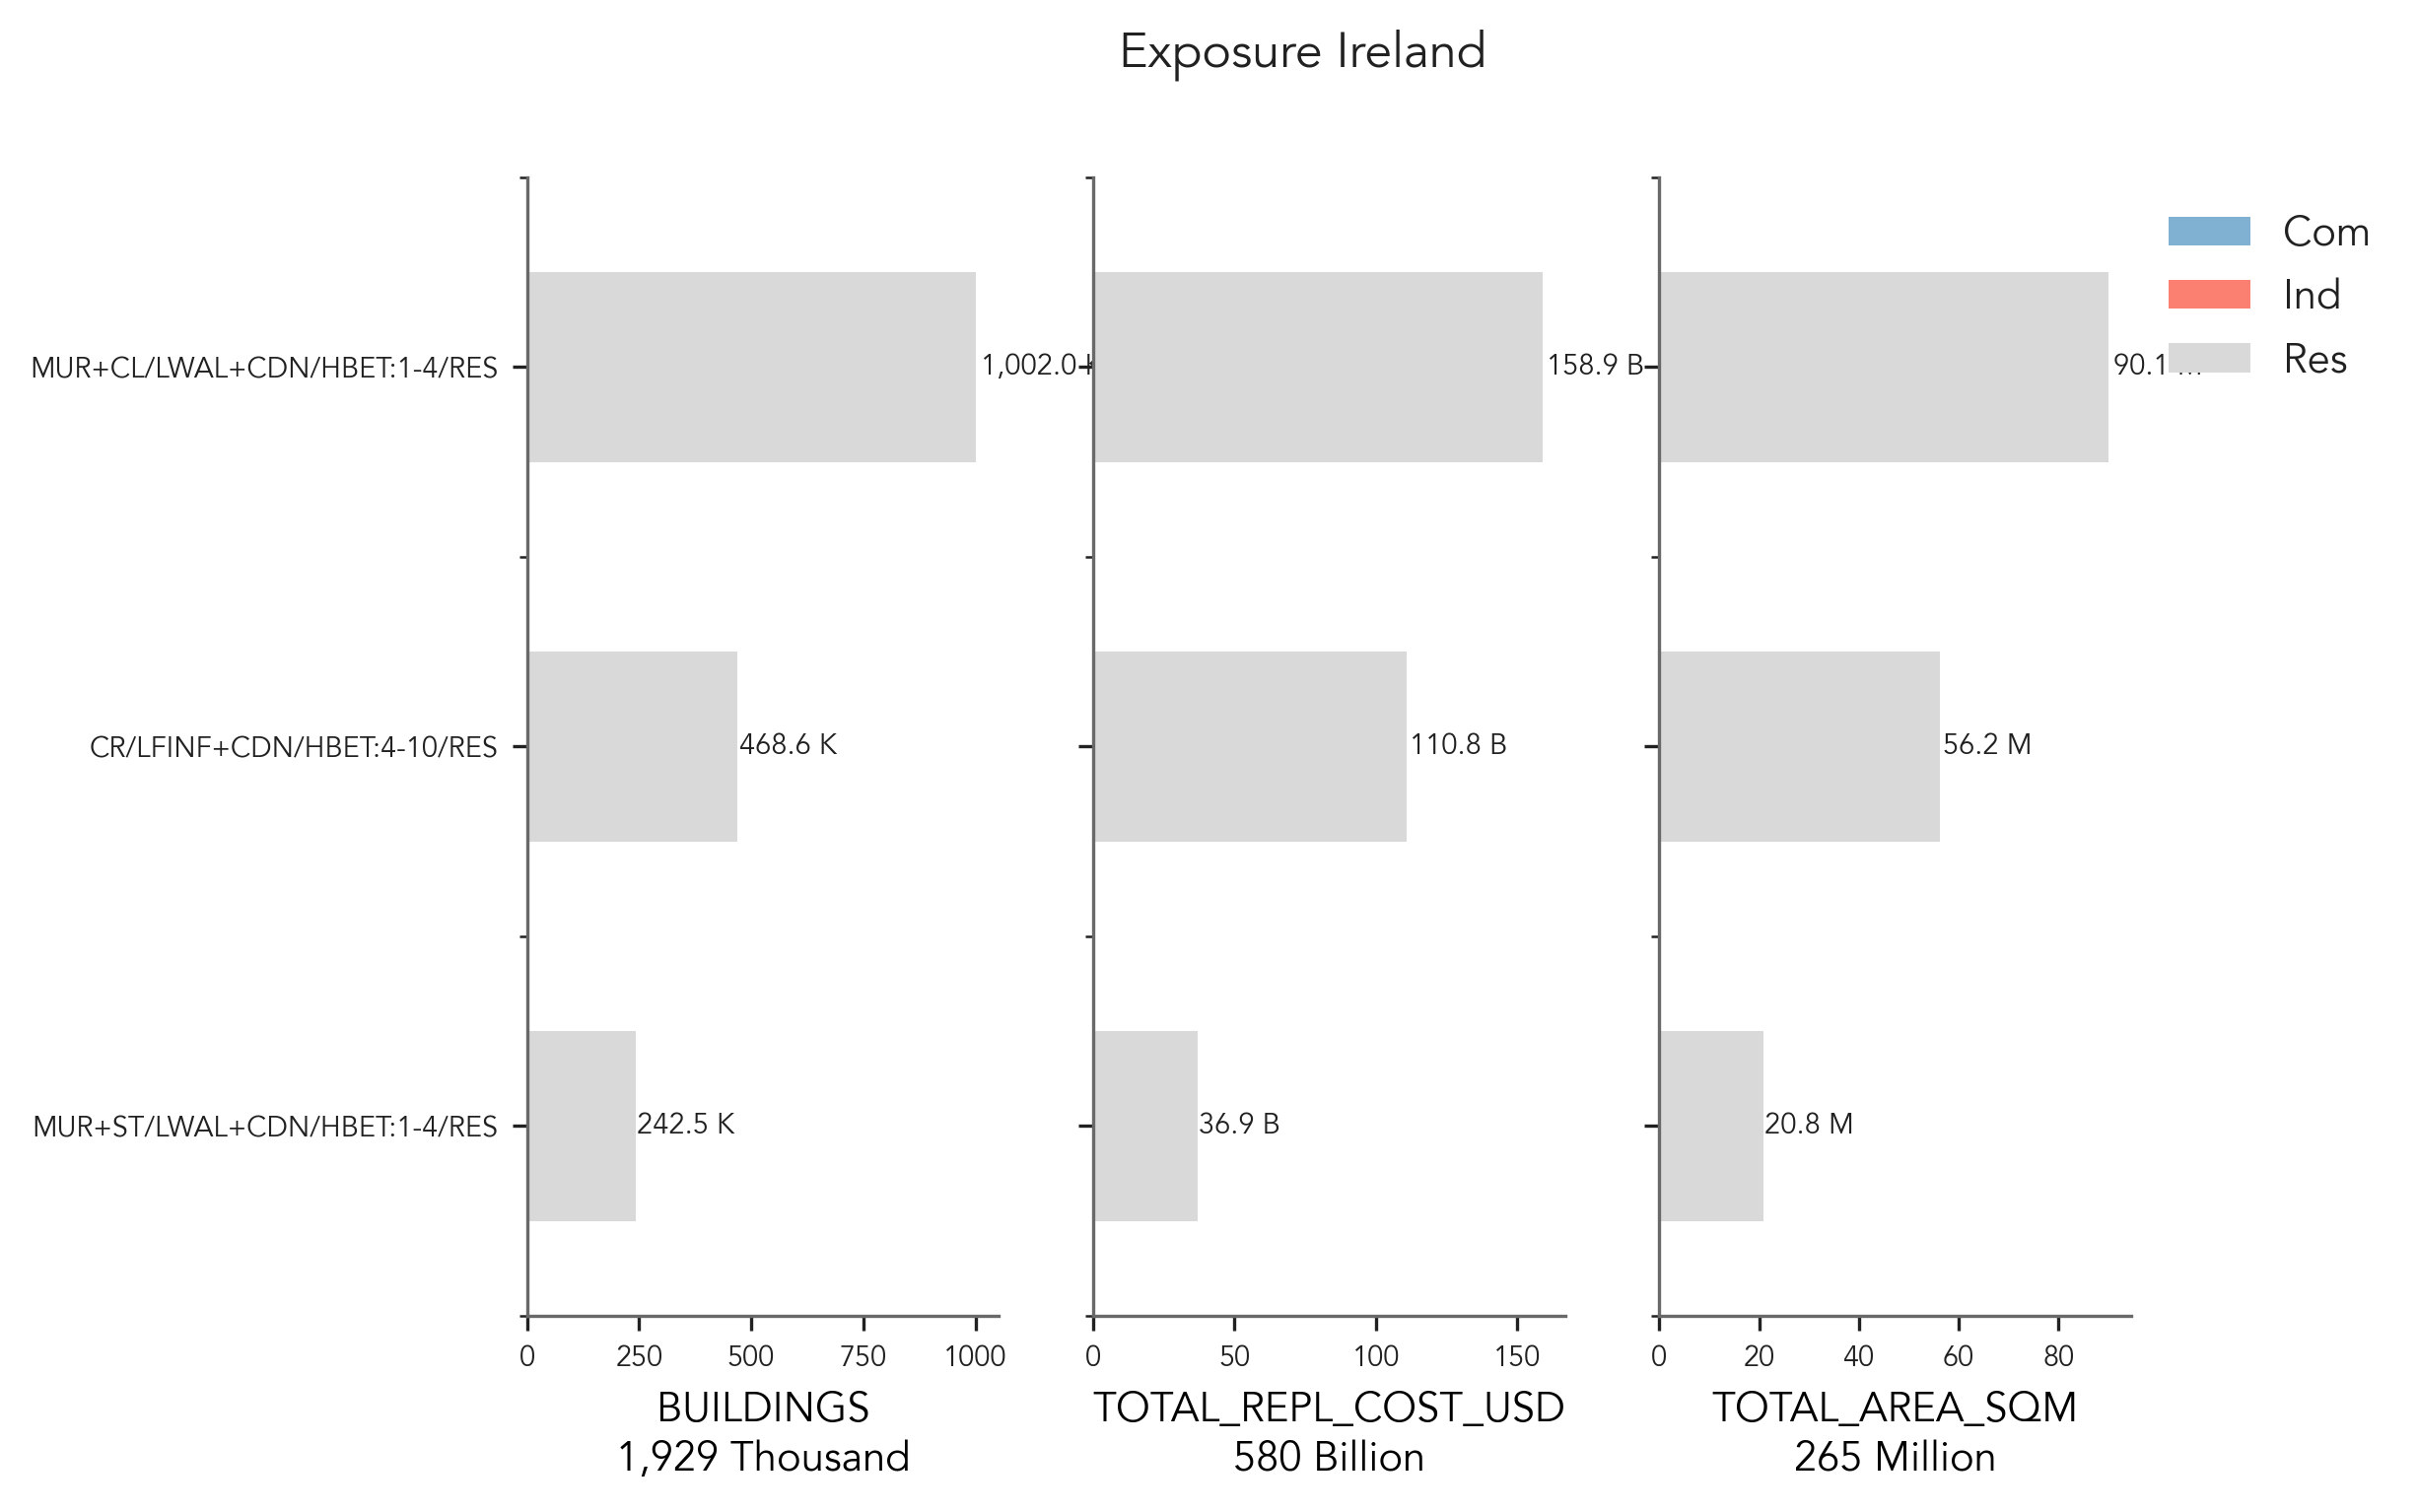 Exposure Ireland
Com
Ind
Res
MUR+CL/LWAL+CDN/HBET:1-4/RES
1,002.0
158.9 B
90.1
CR/LFINF+CDN/HBET:4-10/RES
468.6 K
110.8 B
56.2 M
MUR+ST/LWAL+CDN/HBET:1-4/RES
242.5 K
36.9 B
20.8 M
0 250 500 750 1000
0 50 100 150
0 20 40 60 80
BUILDINGS
1,929 Thousand
TOTAL_REPL_COST_USD
580 Billion
TOTAL_AREA_SQM
265 Million